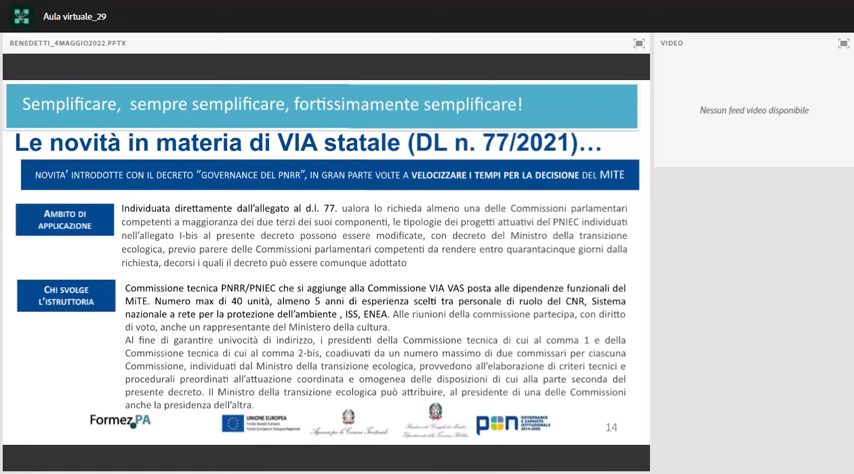 Aula virtuale_29
BENEDETTI_4MAGGIO2022.PPTX
VIDEO
Nessun feed video disponibile
Semplificare, sempre semplificare, fortissimamente semplificare!
Le novità in materia di VIA statale (DL n. 77/2021)…
NOVITA’ INTRODOTTE CON IL DECRETO “GOVERNANCE DEL PNRR”, IN GRAN PARTE VOLTE A VELOCIZZARE I TEMPI PER LA DECISIONE DEL MITE
AMBITO DI
APPLICAZIONE
Individuata direttamente dall’allegato al d.l. 77. ualora lo richieda almeno una delle Commissioni parlamentari
competenti a maggioranza dei due terzi dei suoi componenti, le tipologie dei progetti attuativi del PNIEC individuati
nell’allegato I-bis al presente decreto possono essere modificate, con decreto del Ministro della transizione
ecologica, previo parere delle Commissioni parlamentari competenti da rendere entro quarantacinque giorni dalla
richiesta, decorsi i quali il decreto può essere comunque adottato
CHI SVOLGE
L’ISTRUTTORIA
Commissione tecnica PNRR/PNIEC che si aggiunge alla Commissione VIA VAS posta alle dipendenze funzionali del
MiTE. Numero max di 40 unità, almeno 5 anni di esperienza scelti tra personale di ruolo del CNR, Sistema
nazionale a rete per la protezione dell’ambiente , ISS, ENEA. Alle riunioni della commissione partecipa, con diritto
di voto, anche un rappresentante del Ministero della cultura.
Al fine di garantire univocità di indirizzo, i presidenti della Commissione tecnica di cui al comma 1 e della
Commissione tecnica di cui al comma 2-bis, coadiuvati da un numero massimo di due commissari per ciascuna
Commissione, individuati dal Ministro della transizione ecologica, provvedono all’elaborazione di criteri tecnici e
procedurali preordinati all’attuazione coordinata e omogenea delle disposizioni di cui alla parte seconda del
presente decreto. Il Ministro della transizione ecologica può attribuire, al presidente di una delle Commissioni
anche la presidenza dell’altra.
Formez PA
UNIONE EUROPEA
Agenzia per la Coesione Territoriale
pon
GOVERNANCE
E CAPACITÀ
ISTITUZIONALE
2014-2020
14